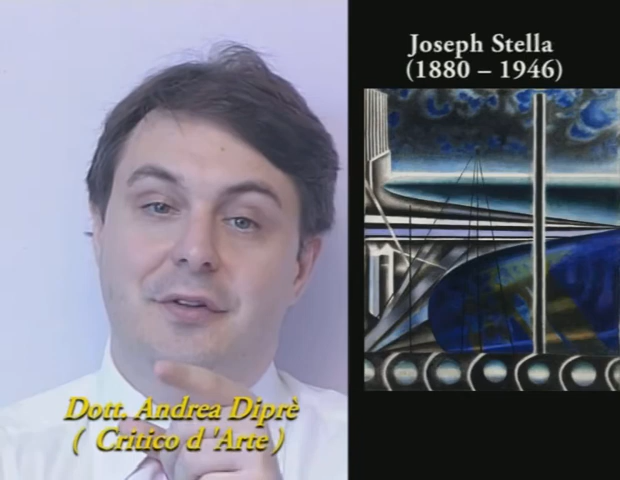 Joseph Stella
(1880 – 1946)
Dott. Andrea Diprè
( Critico d 'Arte )